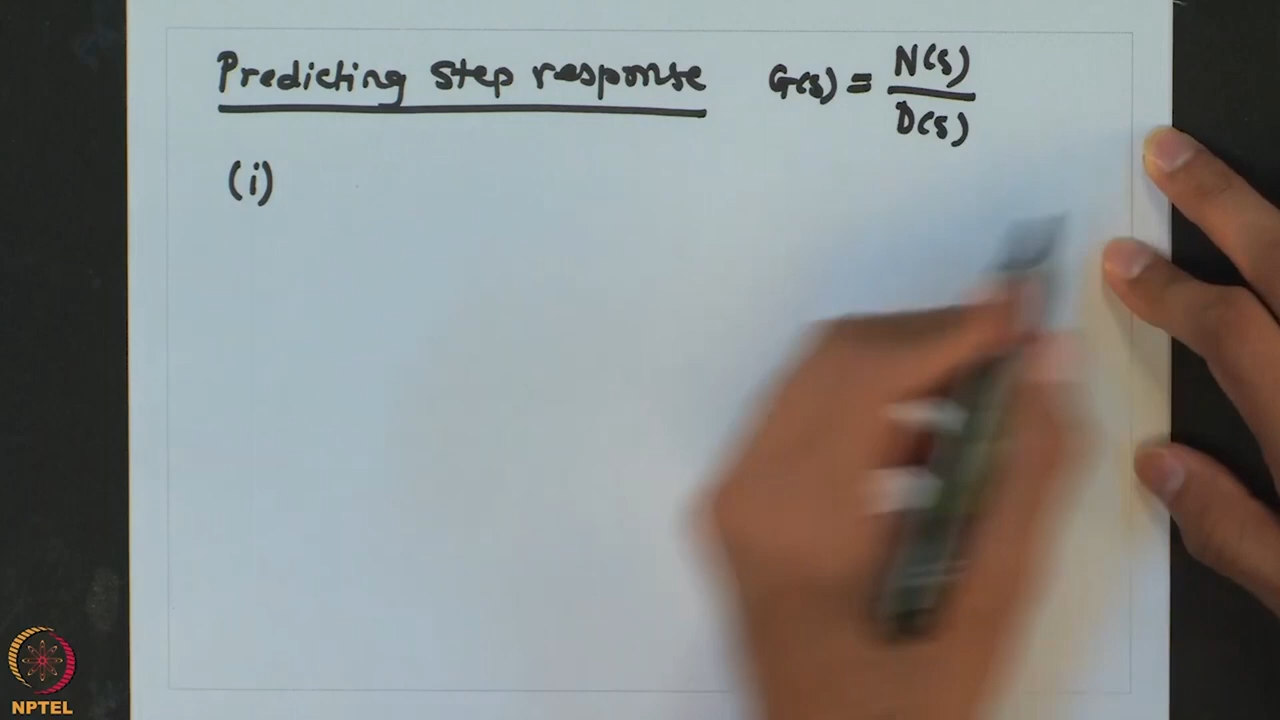 Predicting step response G(s) = N(s)/D(s)
(i)
NPTEL